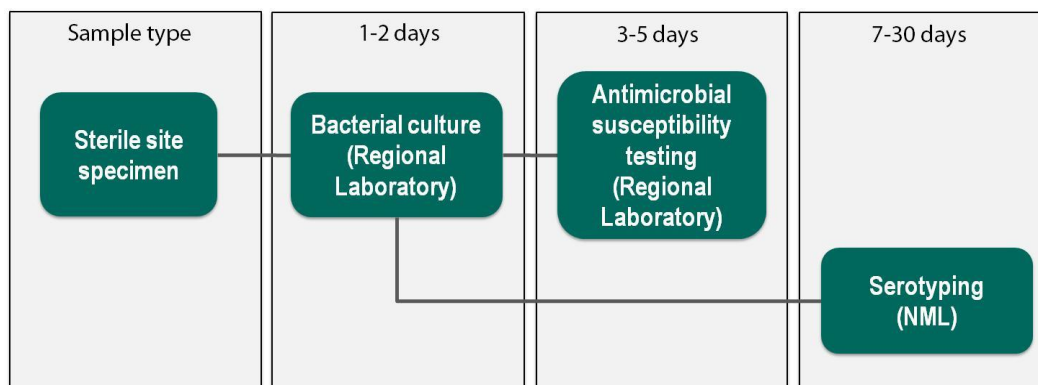 Sample type
1-2 days
3-5 days
7-30 days
Sterile site
specimen
Bacterial culture
(Regional
Laboratory)
Antimicrobial
susceptibility
testing
(Regional
Laboratory)
Serotyping
(NML)